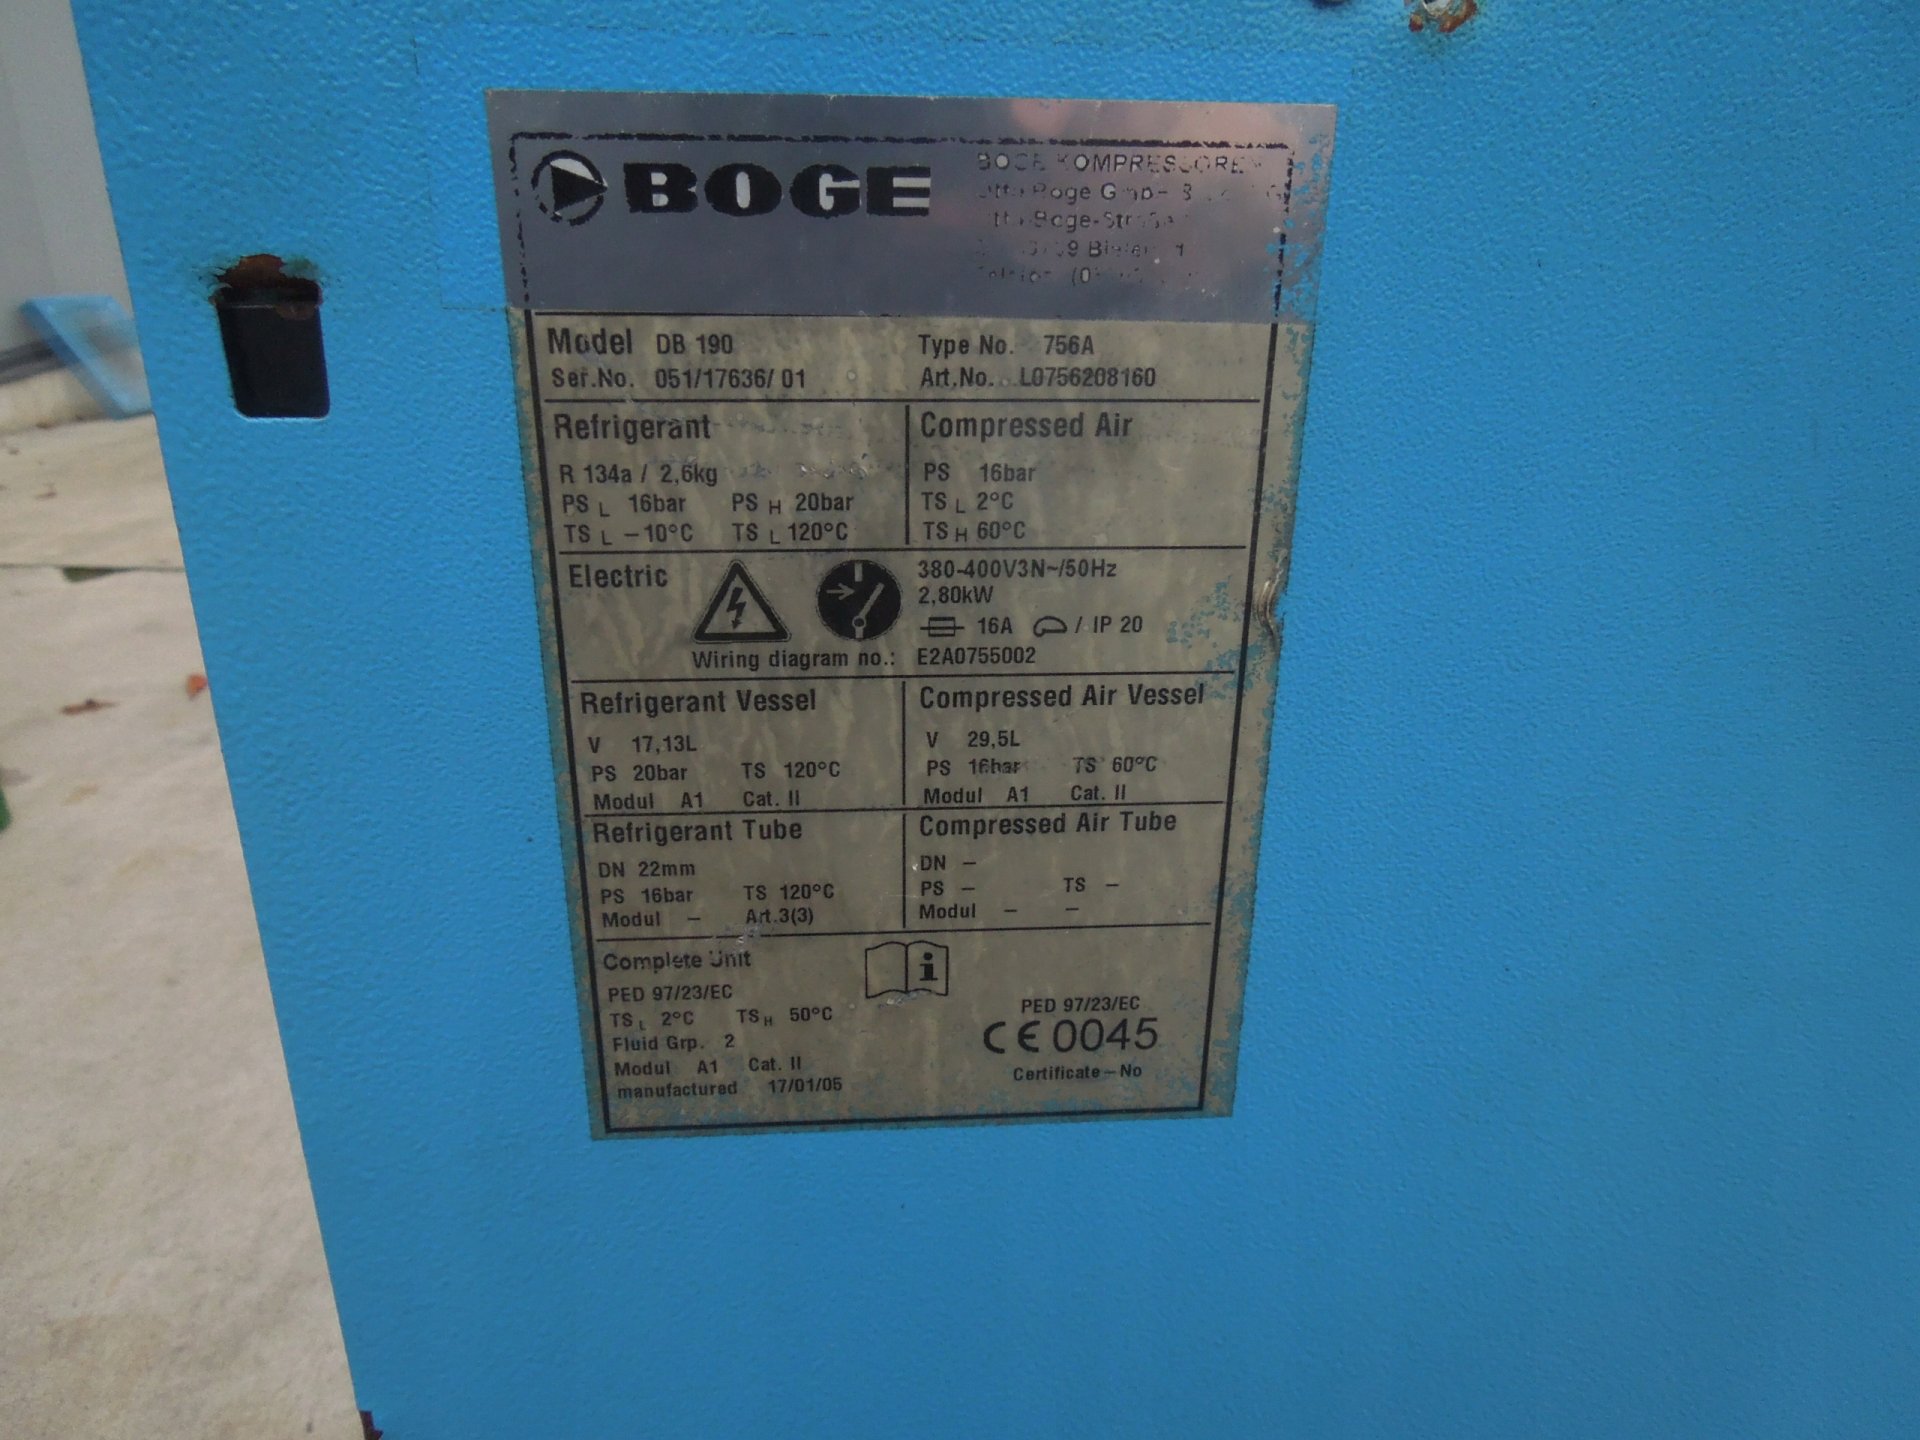 BOGE
KOMPRESSOREN
Boge
Model DB 190 Type No. 756A
Ser.No. 051/17636/ 01 Art.No. L0756208160
Refrigerant
R 134a / 2,6kg
PS L 16bar PS H 20bar
TS L -10°C TS L 120°C
Compressed Air
PS 16bar
TS L 2°C
TS H 60°C
Electric
380-400V3N~/50Hz
2,80kW
16A / IP 20
Wiring diagram no.: E2A0755002
Refrigerant Vessel
V 17,13L
PS 20bar TS 120°C
Modul A1 Cat. II
Compressed Air Vessel
V 29,5L
PS 16bar TS 60°C
Modul A1 Cat. II
Refrigerant Tube
DN 22mm
PS 16bar TS 120°C
Modul - Art.3(3)
Compressed Air Tube
DN -
PS - TS -
Modul - -
Complete Unit
PED 97/23/EC
TS L 2°C TS H 50°C
Fluid Grp. 2
Modul A1 Cat. II
manufactured 17/01/05
i
PED 97/23/EC
CE 0045
Certificate-No